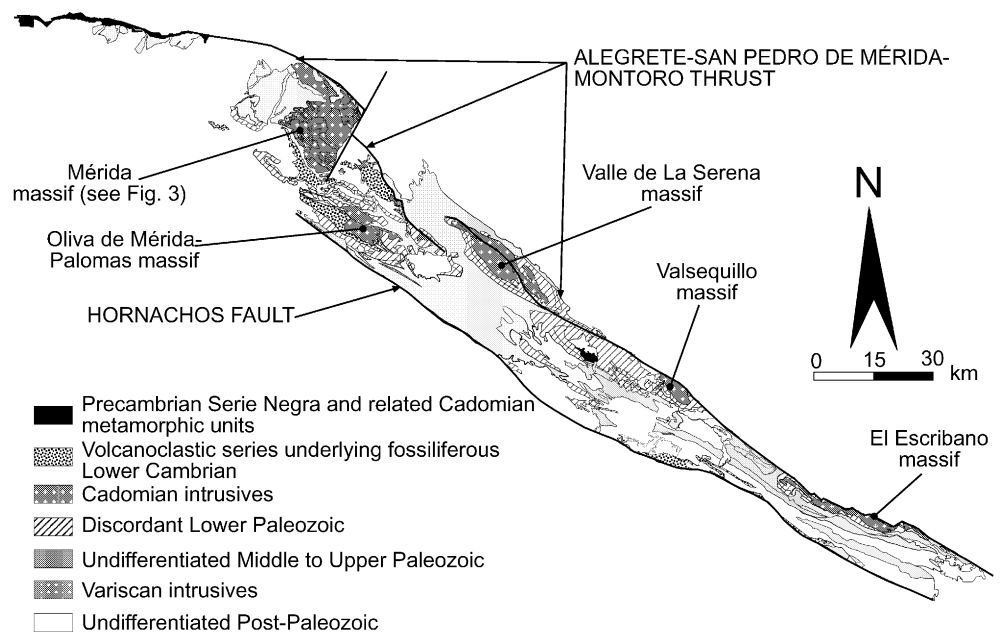 ALEGRETE-SAN PEDRO DE MÉRIDA-
MONTORO THRUST
Mérida
massif (see Fig. 3)
Valle de La Serena
massif
N
Oliva de Mérida-
Palomas massif
Valsequillo
massif
HORNACHOS FAULT
0 15 30
km
Precambrian Serie Negra and related Cadomian
metamorphic units
Volcanoclastic series underlying fossiliferous
Lower Cambrian
Cadomian intrusives
Discordant Lower Paleozoic
Undifferentiated Middle to Upper Paleozoic
Variscan intrusives
Undifferentiated Post-Paleozoic
El Escribano
massif